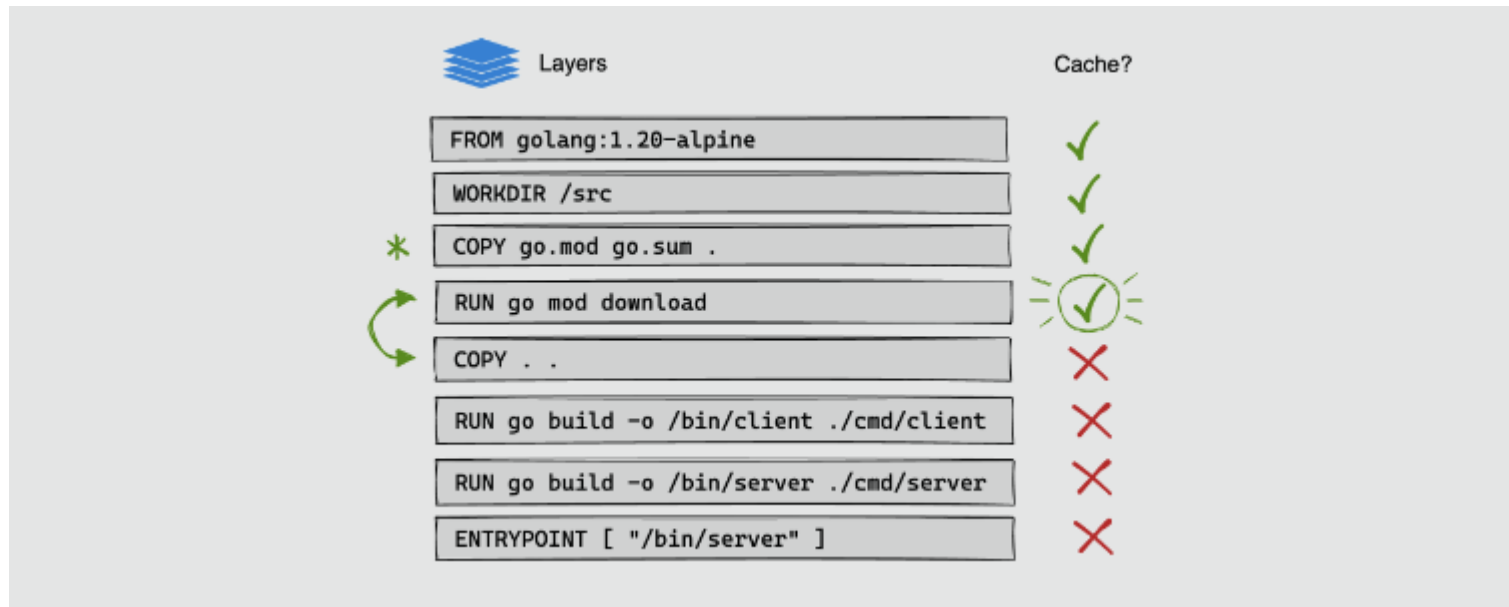 Layers Cache?
FROM golang:1.20-alpine
WORKDIR /src
* COPY go.mod go.sum .
RUN go mod download
COPY . .
RUN go build -o /bin/client ./cmd/client
RUN go build -o /bin/server ./cmd/server
ENTRYPOINT [ "/bin/server" ]